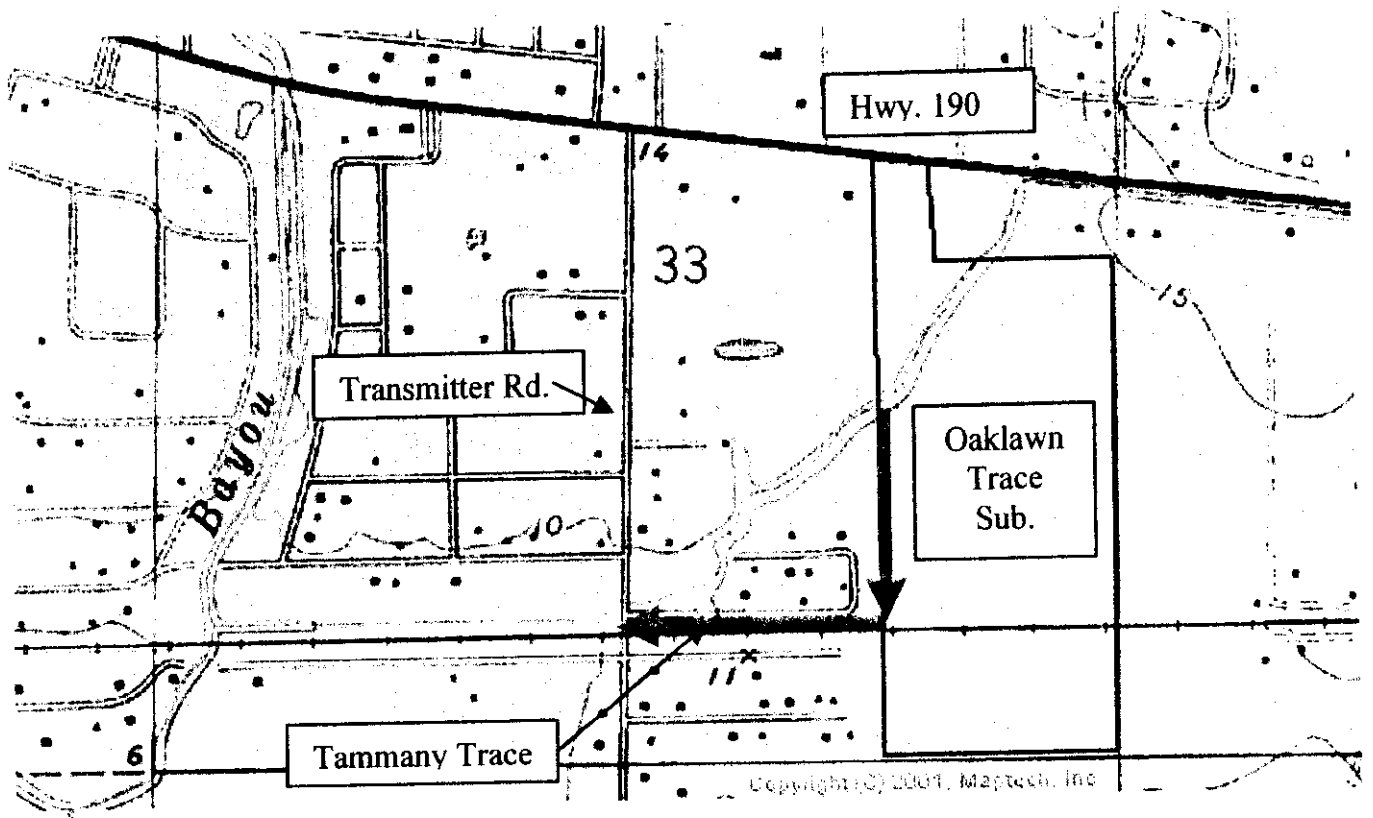 Hwy. 190
14
33
15
Transmitter Rd.
Bayou
Oaklawn
Trace
Sub.
10
11
Tammany Trace
6
Copyright (C) 2001, Maptech, Inc